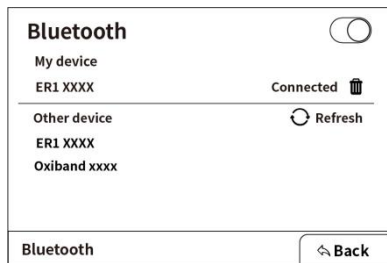 Bluetooth
My device
ER1 XXXX Connected
Other device Refresh
ER1 XXXX
Oxiband xxxx
Bluetooth Back